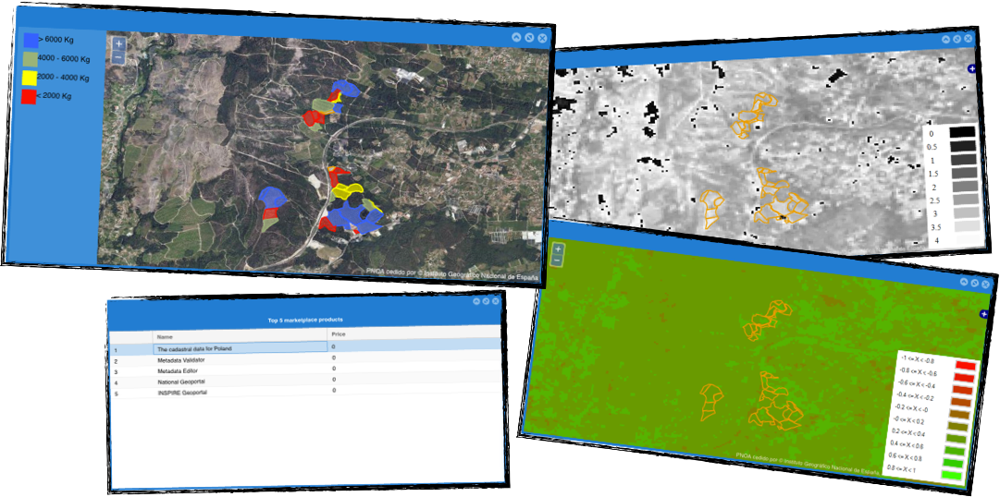 > 6000 Kg
4000 - 6000 Kg
2000 - 4000 Kg
< 2000 Kg
+
−
PNOA cedido por © Instituto Geográfico Nacional de España
0
0.5
1
1.5
2
2.5
3
3.5
4
Top 5 marketplace products
Name Price
1 The cadastral data for Poland 0
2 Metadata Validator 0
3 Metadata Editor 0
4 National Geoportal 0
5 INSPIRE Geoportal 0
+
−
-1 <= X < -0.8
-0.8 <= X < -0.6
-0.6 <= X < -0.4
-0.4 <= X < -0.2
-0.2 <= X < -0
-0 <= X < 0.2
0.2 <= X < 0.4
0.4 <= X < 0.6
0.6 <= X < 0.8
0.8 <= X < 1
PNOA cedido por © Instituto Geográfico Nacional de España